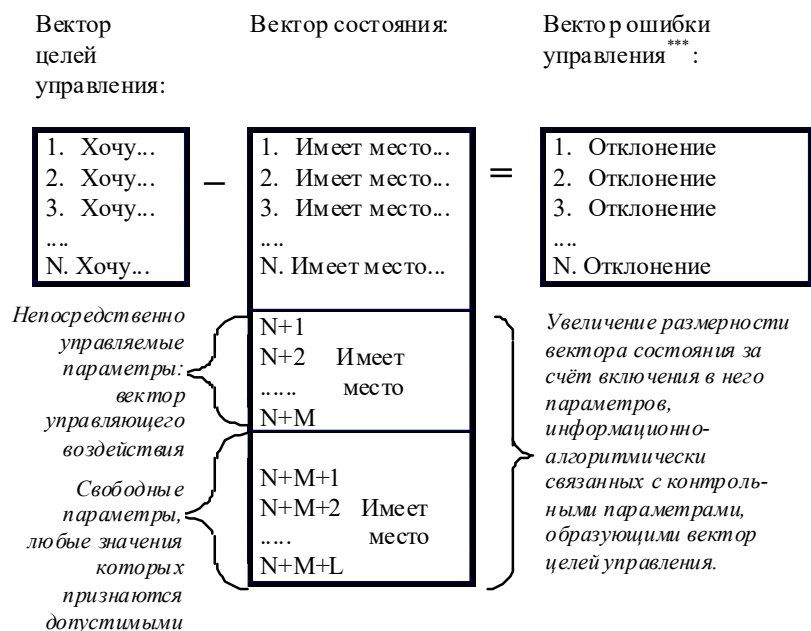 Вектор
целей
управления:
Вектор состояния:
Вектор ошибки
управления***:
1. Хочу...
2. Хочу...
3. Хочу...
....
N. Хочу...
–
1. Имеет место...
2. Имеет место...
3. Имеет место...
....
N. Имеет место...
=
1. Отклонение
2. Отклонение
3. Отклонение
....
N. Отклонение
Непосредственно
управляемые
параметры:
вектор
управляющего
воздействия
N+1
N+2 Имеет
...... место
N+M
Свободные
параметры,
любые значения
которых
признаются
допустимыми
N+M+1
N+M+2 Имеет
..... место
N+M+L
Увеличение размерности
вектора состояния за
счёт включения в него
параметров,
информационно-
алгоритмически
связанных с контроль-
ными параметрами,
образующими вектор
целей управления.